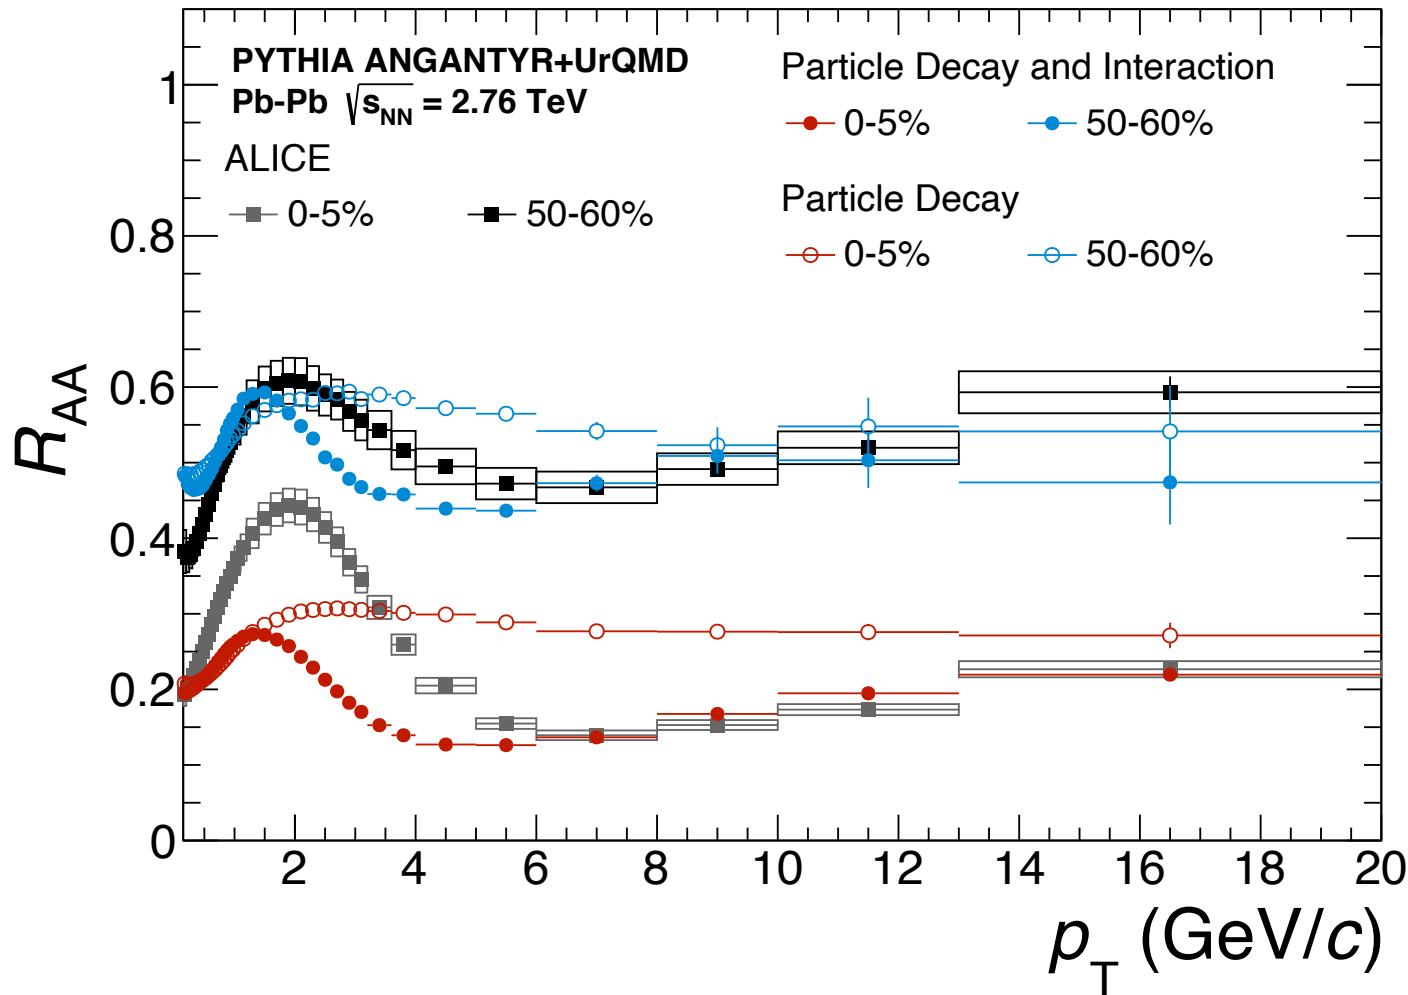 PYTHIA ANGANTYR+UrQMD
Pb-Pb √sNN = 2.76 TeV
ALICE
0-5%
50-60%
Particle Decay and Interaction
0-5%
50-60%
Particle Decay
0-5%
50-60%
RAA
1
0.8
0.6
0.4
0.2
0
2 4 6 8 10 12 14 16 18 20
pT (GeV/c)